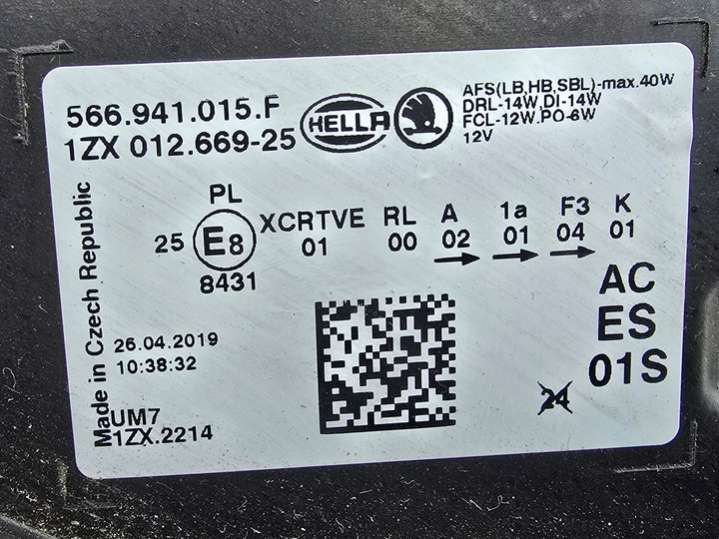 566.941.015.F
1ZX 012.669-25
HELLA
AFS(LB,HB,SBL)-max.40W
DRL-14W,DI-14W
FCL-12W,PO-6W
12V
Made in Czech Republic
PL
25 E8 XCRTVE RL A 1a F3 K
01 00 02 01 04 01
8431
AC
ES
01S
26.04.2019
10:38:32
24
UM7
1ZX.2214